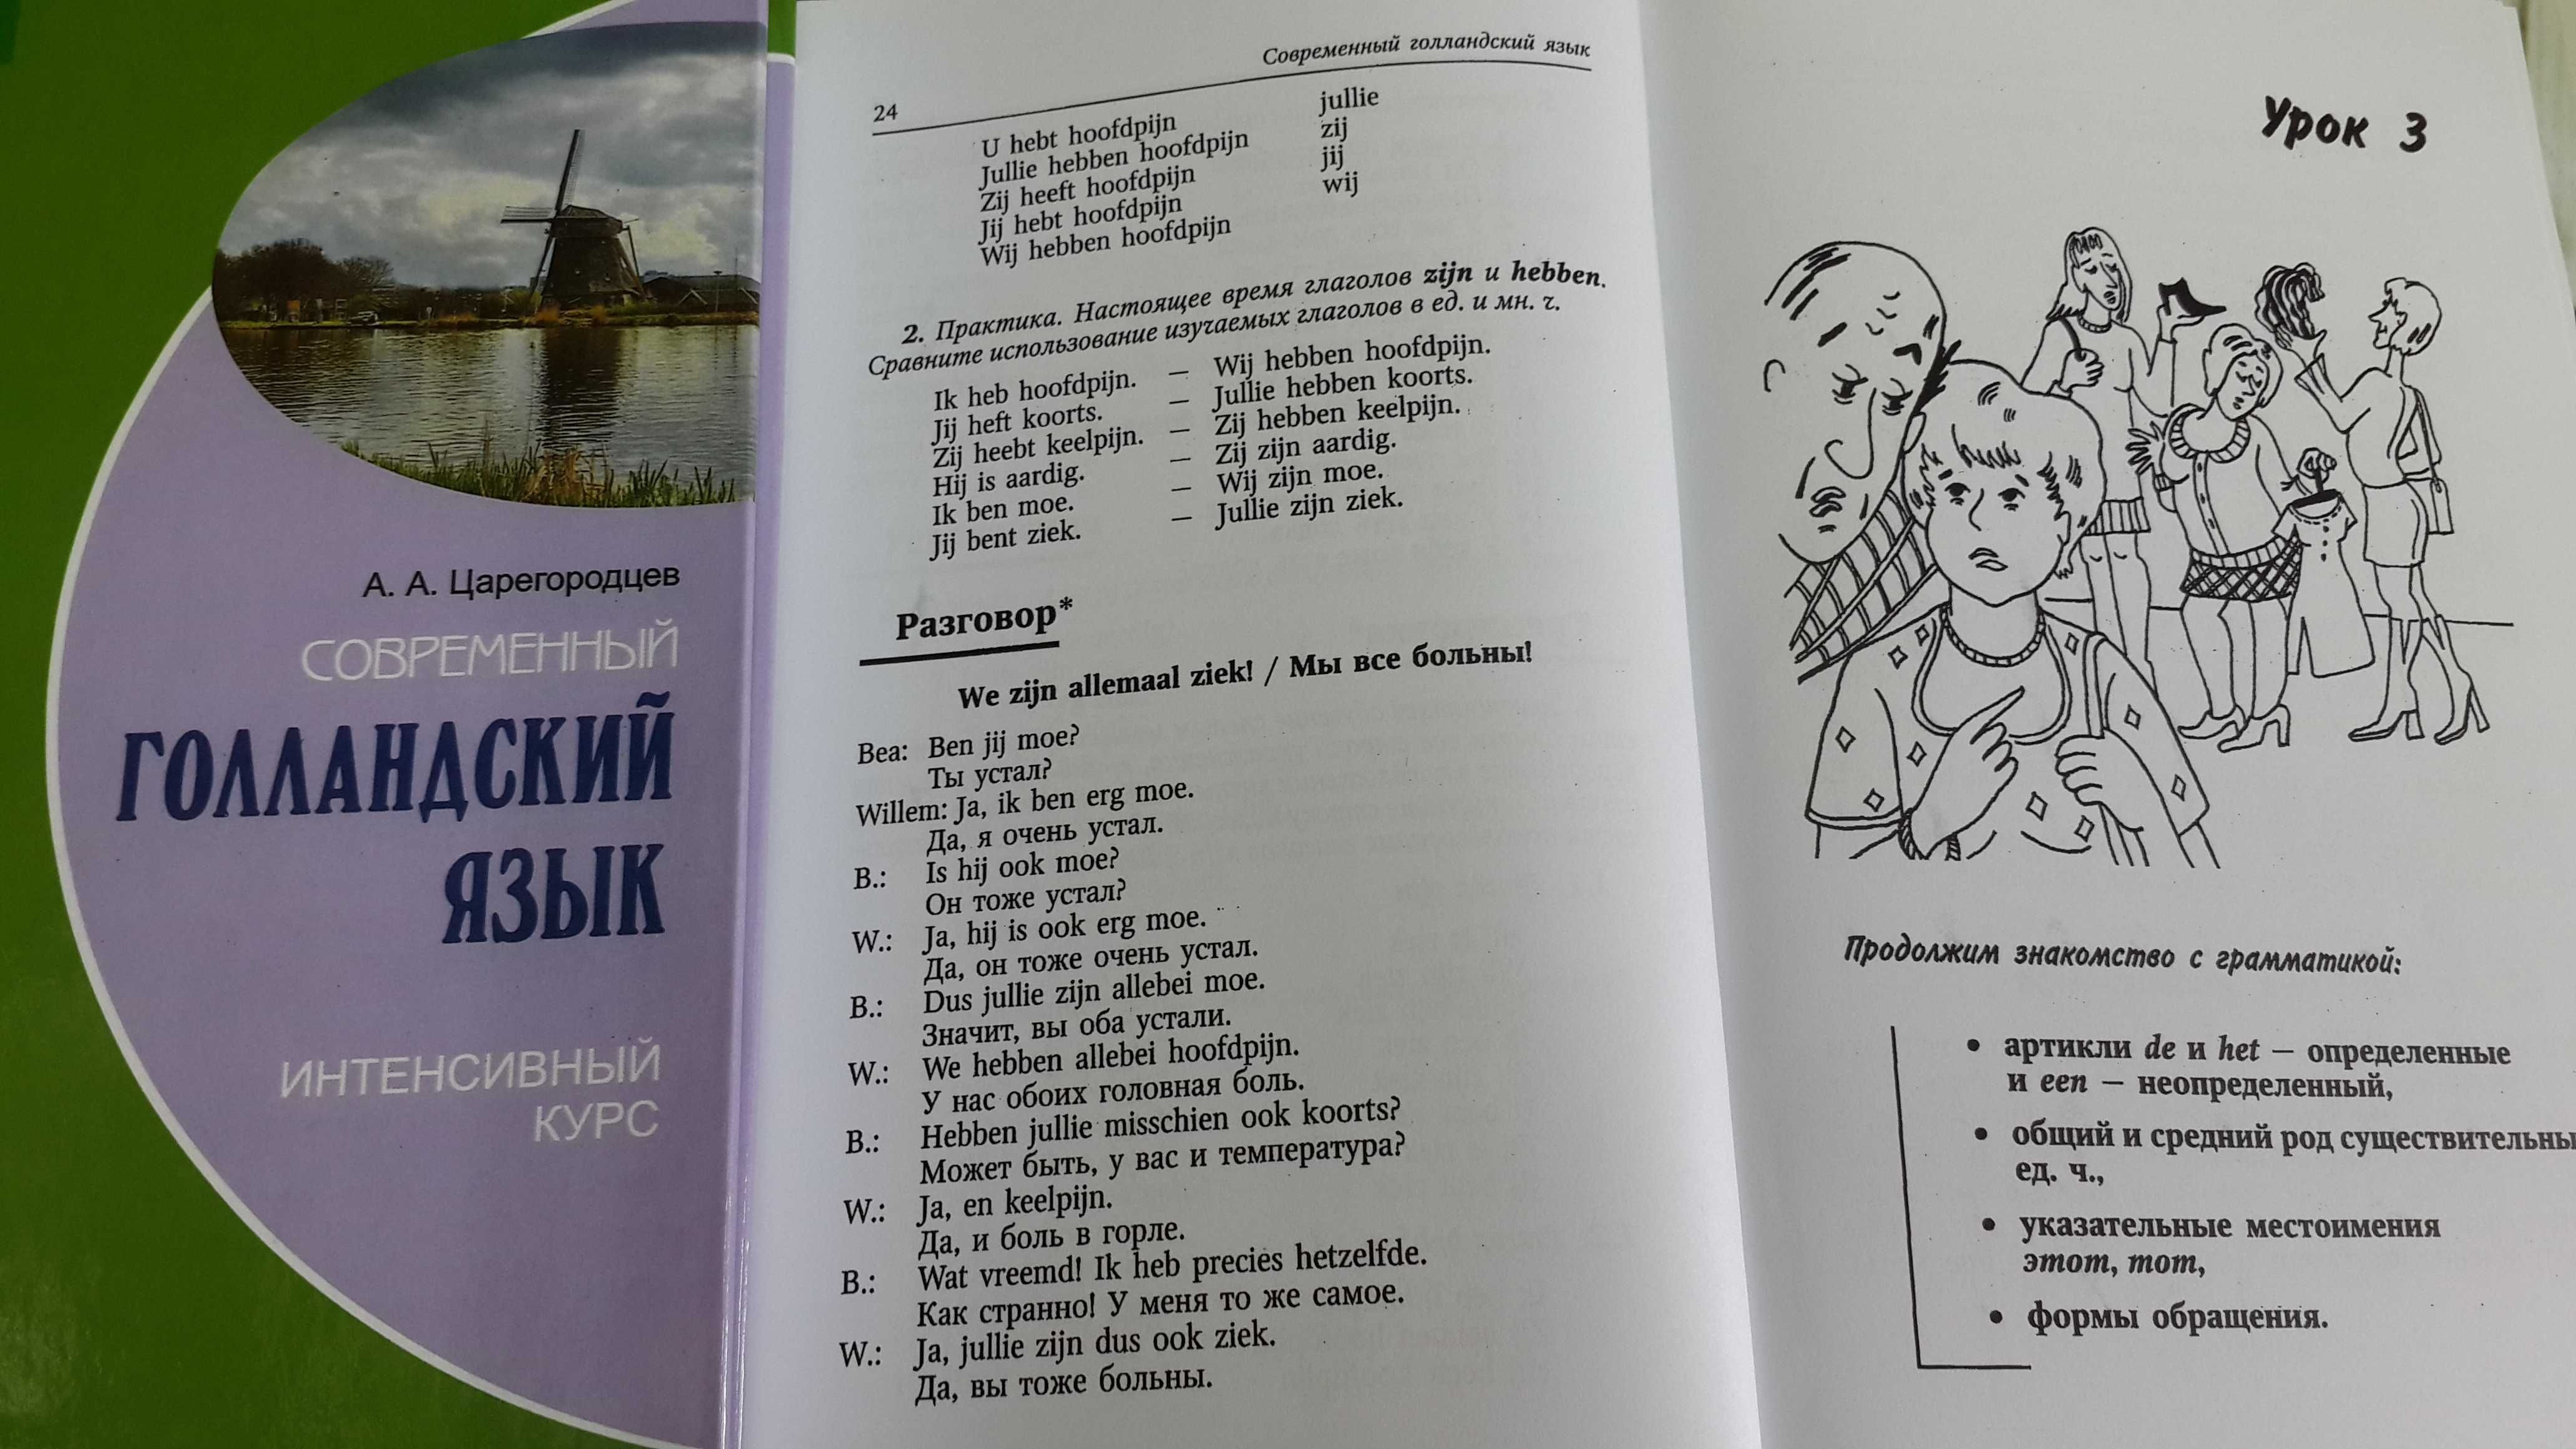 А. А. Царегородцев
СОВРЕМЕННЫЙ
ГОЛЛАНДСКИЙ
ЯЗЫК
ИНТЕНСИВНЫЙ
КУРС
Современный голландский язык
24
U hebt hoofdpijn jullie
Jullie hebben hoofdpijn zij
Zij heeft hoofdpijn jij
Jij hebt hoofdpijn wij
Wij hebben hoofdpijn
2. Практика. Настоящее время глаголов zijn и hebben.
Сравните использование изучаемых глаголов в ед. и мн. ч.
Ik heb hoofdpijn. — Wij hebben hoofdpijn.
Jij heft koorts. — Jullie hebben koorts.
Zij heebt keelpijn. — Zij hebben keelpijn.
Hij is aardig. — Zij zijn aardig.
Ik ben moe. — Wij zijn moe.
Jij bent ziek. — Jullie zijn ziek.
Разговор*
We zijn allemaal ziek! / Мы все больны!
Bea: Ben jij moe?
Ты устал?
Willem: Ja, ik ben erg moe.
Да, я очень устал.
B.: Is hij ook moe?
Он тоже устал?
W.: Ja, hij is ook erg moe.
Да, он тоже очень устал.
B.: Dus jullie zijn allebei moe.
Значит, вы оба устали.
W.: We hebben allebei hoofdpijn.
У нас обоих головная боль.
B.: Hebben jullie misschien ook koorts?
Может быть, у вас и температура?
W.: Ja, en keelpijn.
Да, и боль в горле.
B.: Wat vreemd! Ik heb precies hetzelfde.
Как странно! У меня то же самое.
W.: Ja, jullie zijn dus ook ziek.
Да, вы тоже больны.
Урок 3
Продолжим знакомство с грамматикой:
• артикли de и het — определенные
и een — неопределенный,
• общий и средний род существительны
ед. ч.,
• указательные местоимения
этот, тот,
• формы обращения.